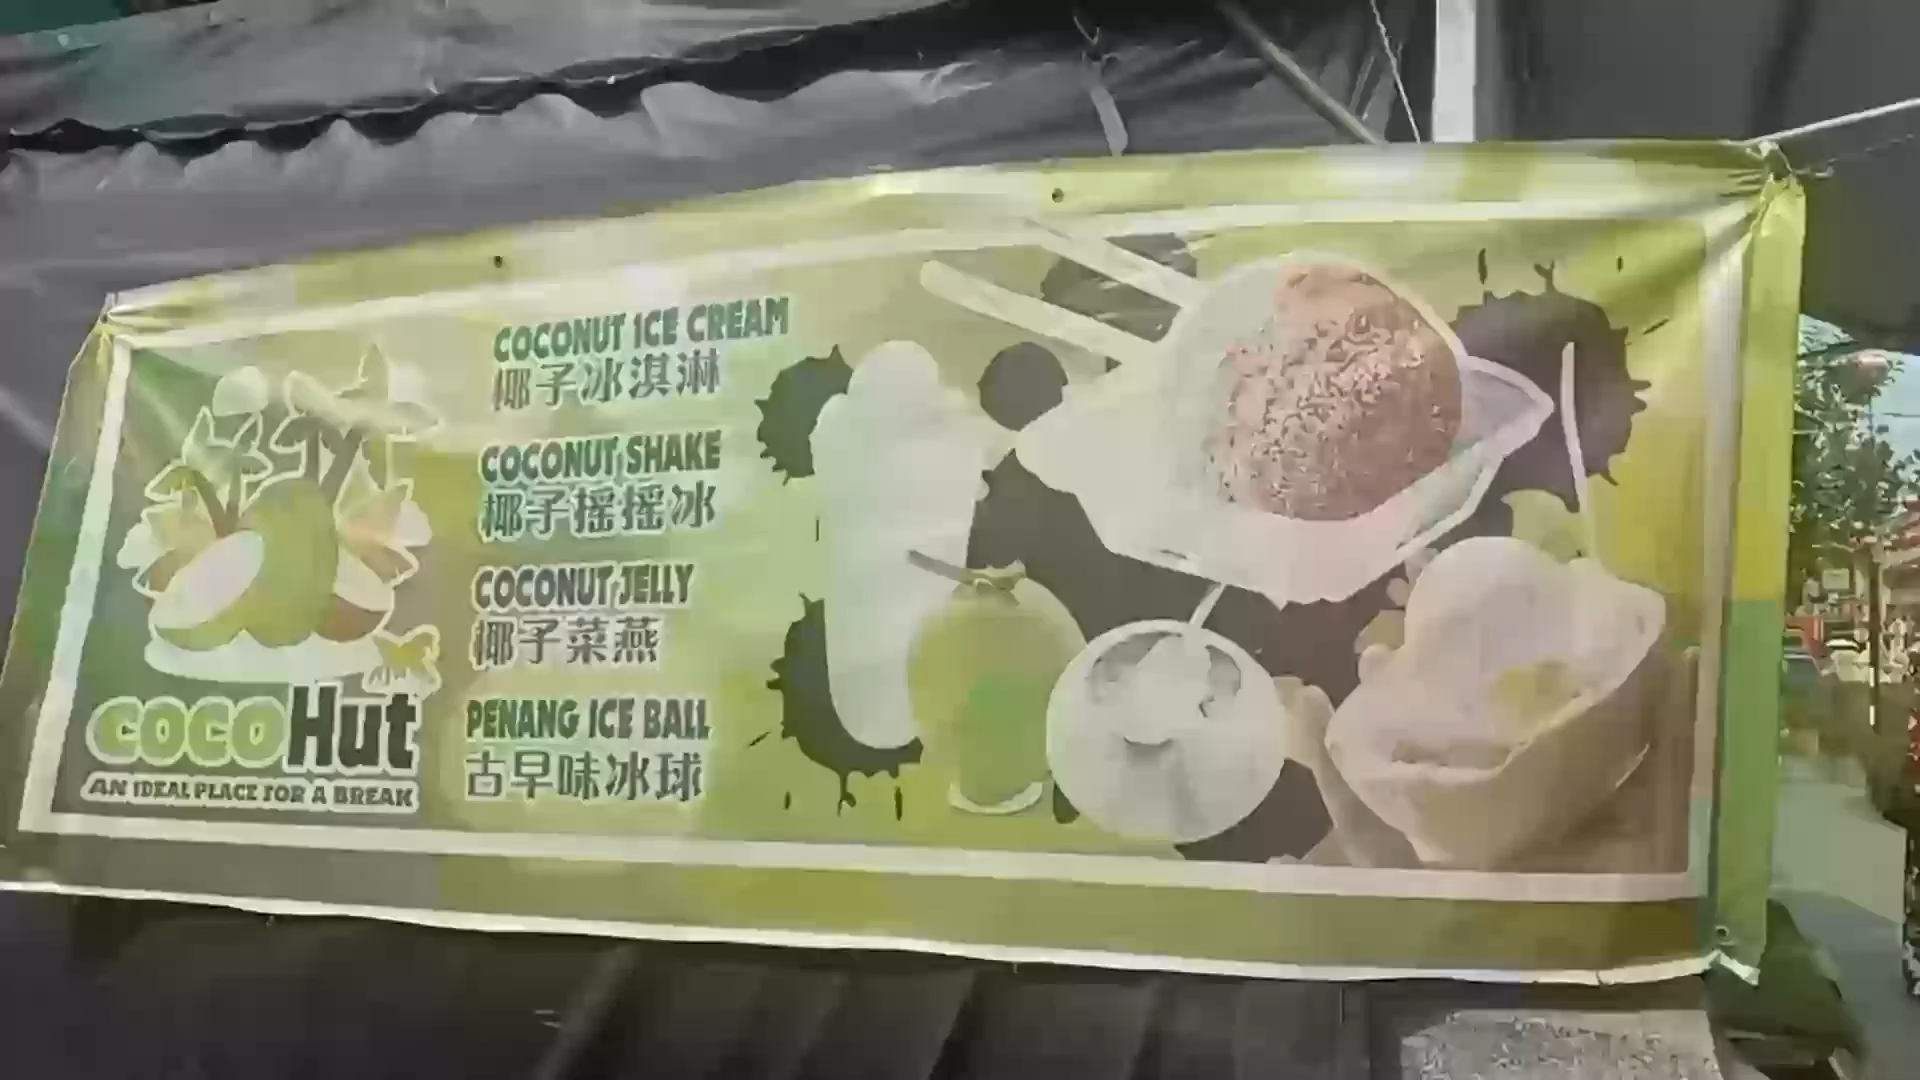 COCONUT ICE CREAM
椰子冰淇淋
COCONUT SHAKE
椰子摇摇冰
COCONUT JELLY
椰子菜燕
PENANG ICE BALL
古早味冰球
cocoHut
AN IDEAL PLACE FOR A BREAK